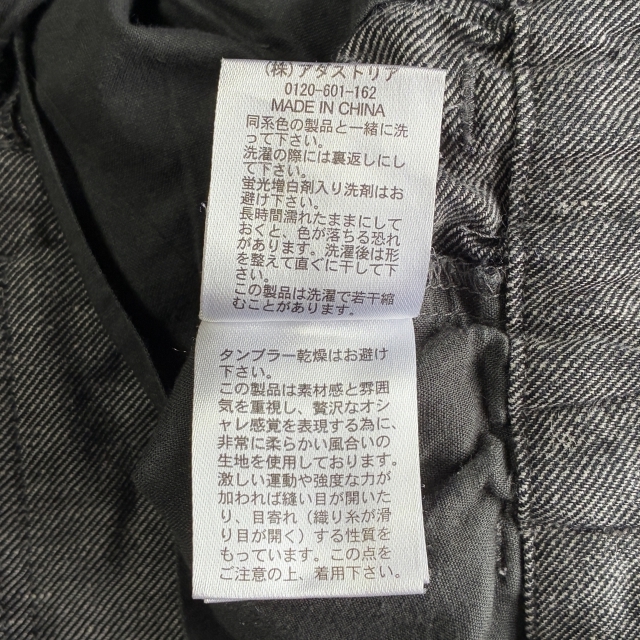 (株)アダストリア
0120-601-162
MADE IN CHINA
同系色の製品と一緒に洗
って下さい。
洗濯の際には裏返しにし
て下さい。
蛍光増白剤入り洗剤はお
避け下さい。
長時間濡れたままにして
おくと、色が落ちる恐れ
があります。洗濯後は形
を整えて直ぐに干して下
さい。
この製品は洗濯で若干縮
むことがあります。
タンブラー乾燥はお避け
下さい。
この製品は素材感と雰囲
気を重視し、贅沢なオシ
ャレ感覚を表現する為に、
非常に柔らかい風合いの
生地を使用しております。
激しい運動や強度な力が
加われば縫い目が開いた
り、目寄れ(織り糸が滑
り目が開く)する性質を
もっています。この点を
ご注意の上、着用下さい。